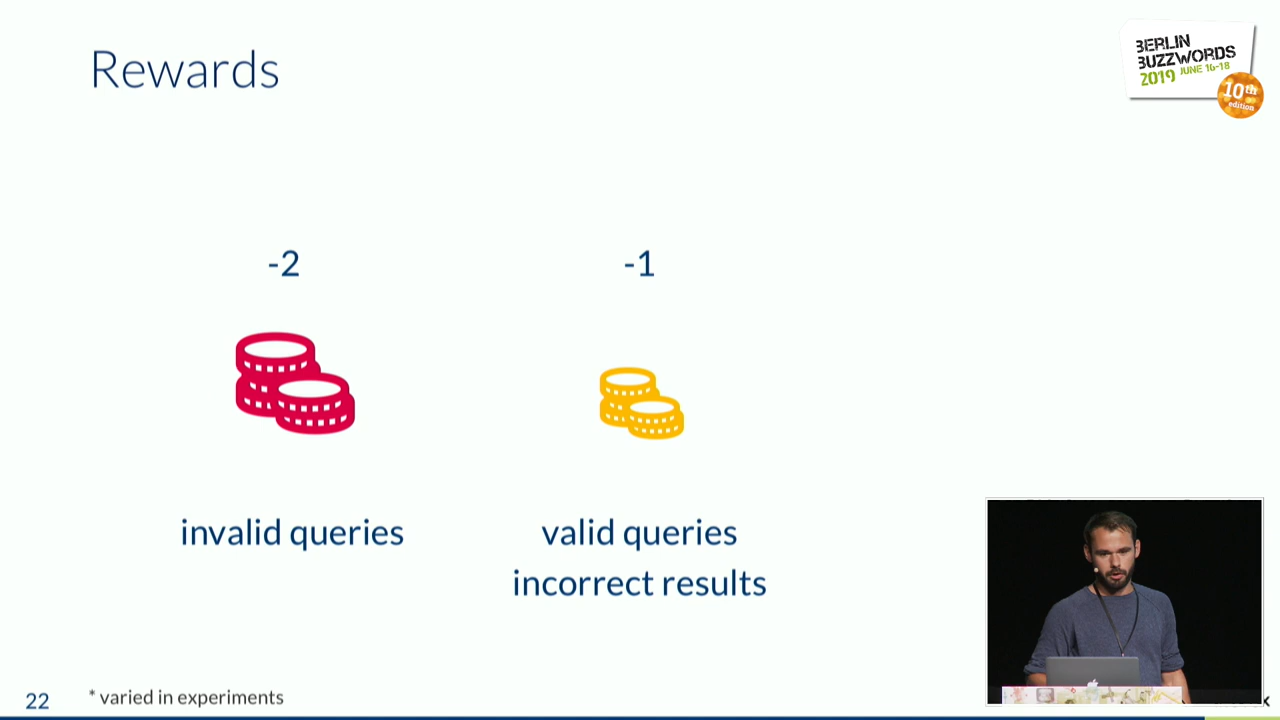 Rewards
BERLIN
BUZZWORDS
2019 JUNE 16-18
10th
edition
-2
-1
invalid queries
valid queries
incorrect results
22
* varied in experiments